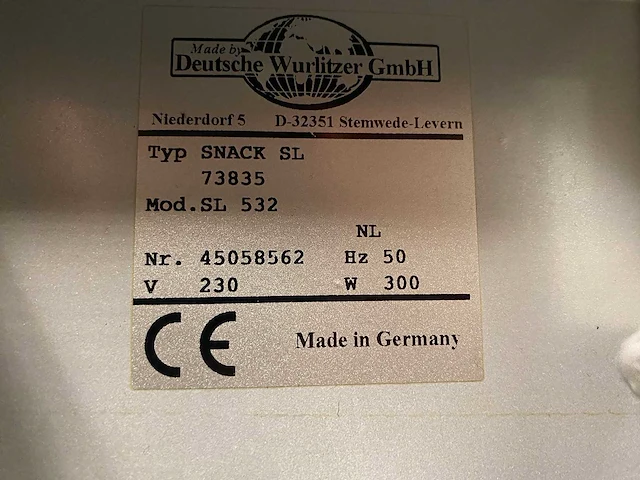 Made by
Deutsche Wurlitzer GmbH
Niederdorf 5 D-32351 Stemwede-Levern
Typ SNACK SL
73835
Mod.SL 532
NL
Nr. 45058562 Hz 50
V 230 W 300
CE Made in Germany